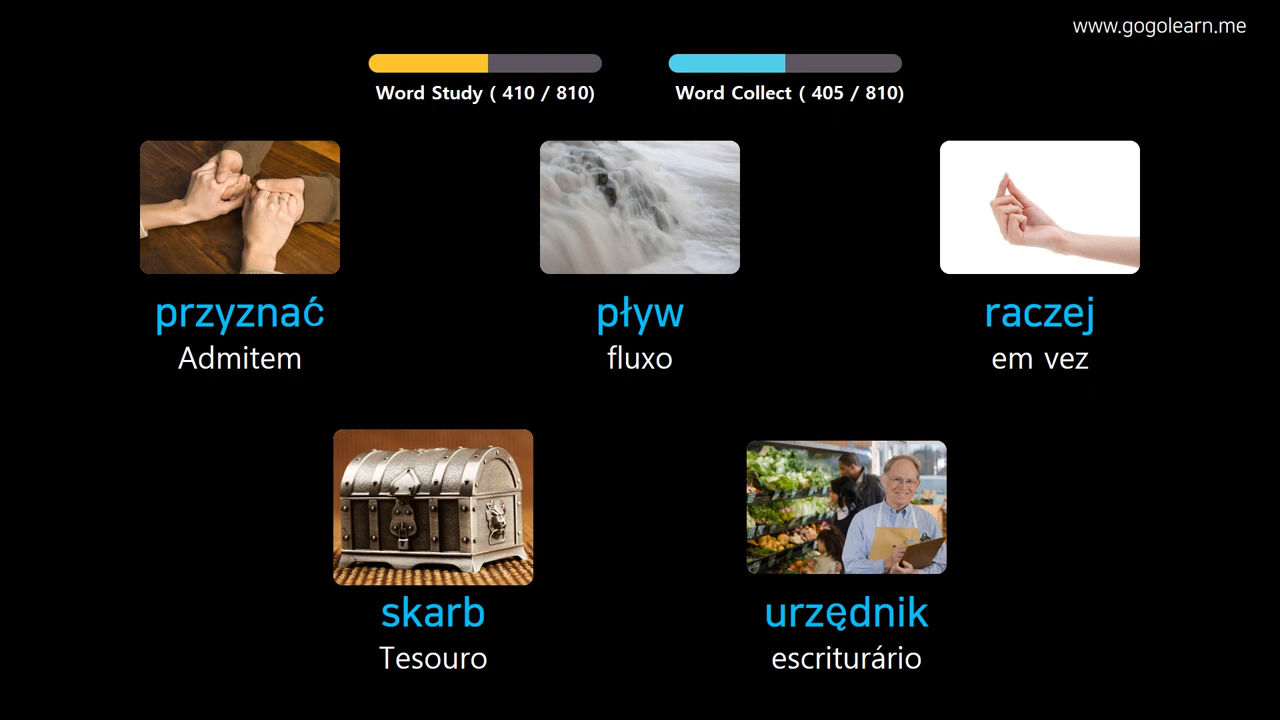 www.gogolearn.me
Word Study ( 410 / 810)
Word Collect ( 405 / 810)
przyznać
Admitem
pływ
fluxo
raczej
em vez
skarb
Tesouro
urzędnik
escriturário